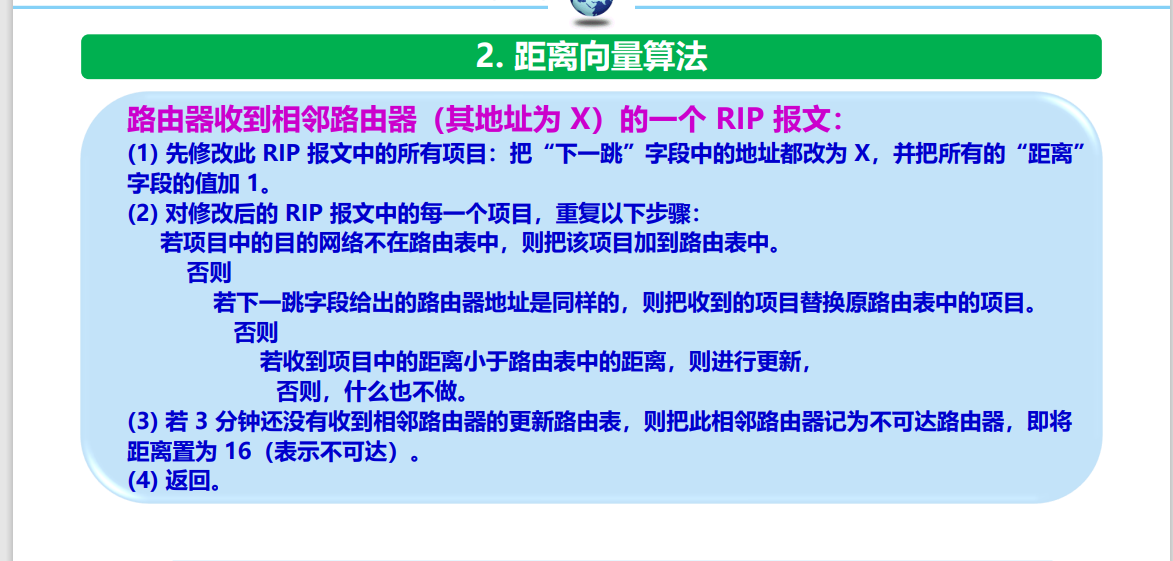 2. 距离向量算法
路由器收到相邻路由器（其地址为 X）的一个 RIP 报文：
(1) 先修改此 RIP 报文中的所有项目：把“下一跳”字段中的地址都改为 X，并把所有的“距离”
字段的值加 1。
(2) 对修改后的 RIP 报文中的每一个项目，重复以下步骤：
若项目中的目的网络不在路由表中，则把该项目加到路由表中。
否则
若下一跳字段给出的路由器地址是同样的，则把收到的项目替换原路由表中的项目。
否则
若收到项目中的距离小于路由表中的距离，则进行更新，
否则，什么也不做。
(3) 若 3 分钟还没有收到相邻路由器的更新路由表，则把此相邻路由器记为不可达路由器，即将
距离置为 16（表示不可达）。
(4) 返回。